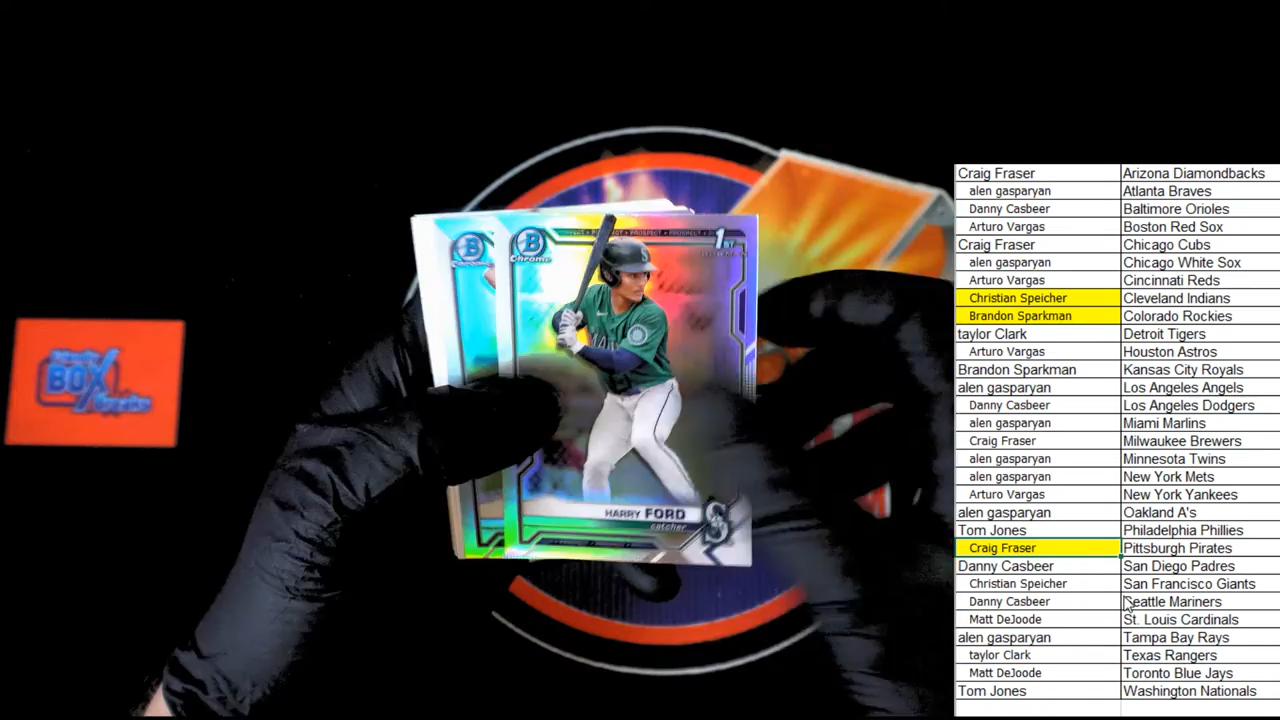 BOX
B
Chrome
PROSPECT • PROSPECT
1ST
HARRY FORD
catcher
S
Craig Fraser Arizona Diamondbacks
alen gasparyan Atlanta Braves
Danny Casbeer Baltimore Orioles
Arturo Vargas Boston Red Sox
Craig Fraser Chicago Cubs
alen gasparyan Chicago White Sox
Arturo Vargas Cincinnati Reds
Christian Speicher Cleveland Indians
Brandon Sparkman Colorado Rockies
taylor Clark Detroit Tigers
Arturo Vargas Houston Astros
Brandon Sparkman Kansas City Royals
alen gasparyan Los Angeles Angels
Danny Casbeer Los Angeles Dodgers
alen gasparyan Miami Marlins
Craig Fraser Milwaukee Brewers
alen gasparyan Minnesota Twins
alen gasparyan New York Mets
Arturo Vargas New York Yankees
alen gasparyan Oakland A's
Tom Jones Philadelphia Phillies
Craig Fraser Pittsburgh Pirates
Danny Casbeer San Diego Padres
Christian Speicher San Francisco Giants
Danny Casbeer Seattle Mariners
Matt DeJoode St. Louis Cardinals
alen gasparyan Tampa Bay Rays
taylor Clark Texas Rangers
Matt DeJoode Toronto Blue Jays
Tom Jones Washington Nationals